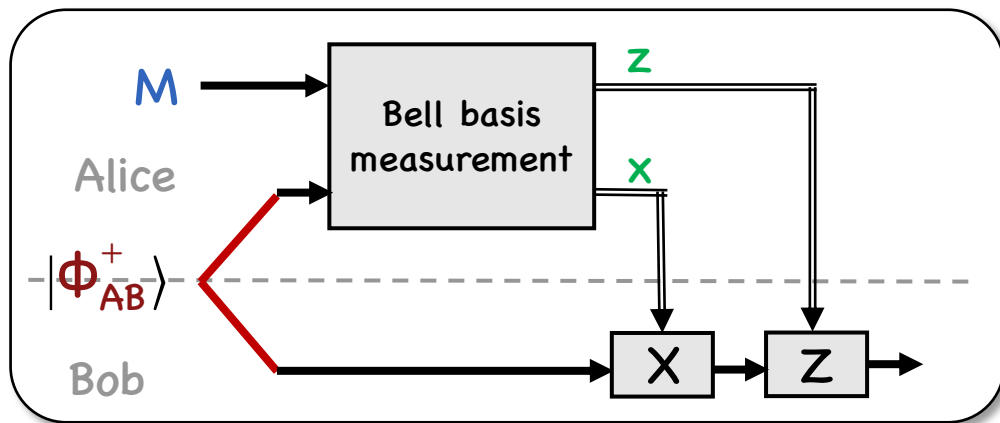 M
z
Bell basis
measurement
x
Alice
|Φ⁺AB⟩
Bob
X
Z